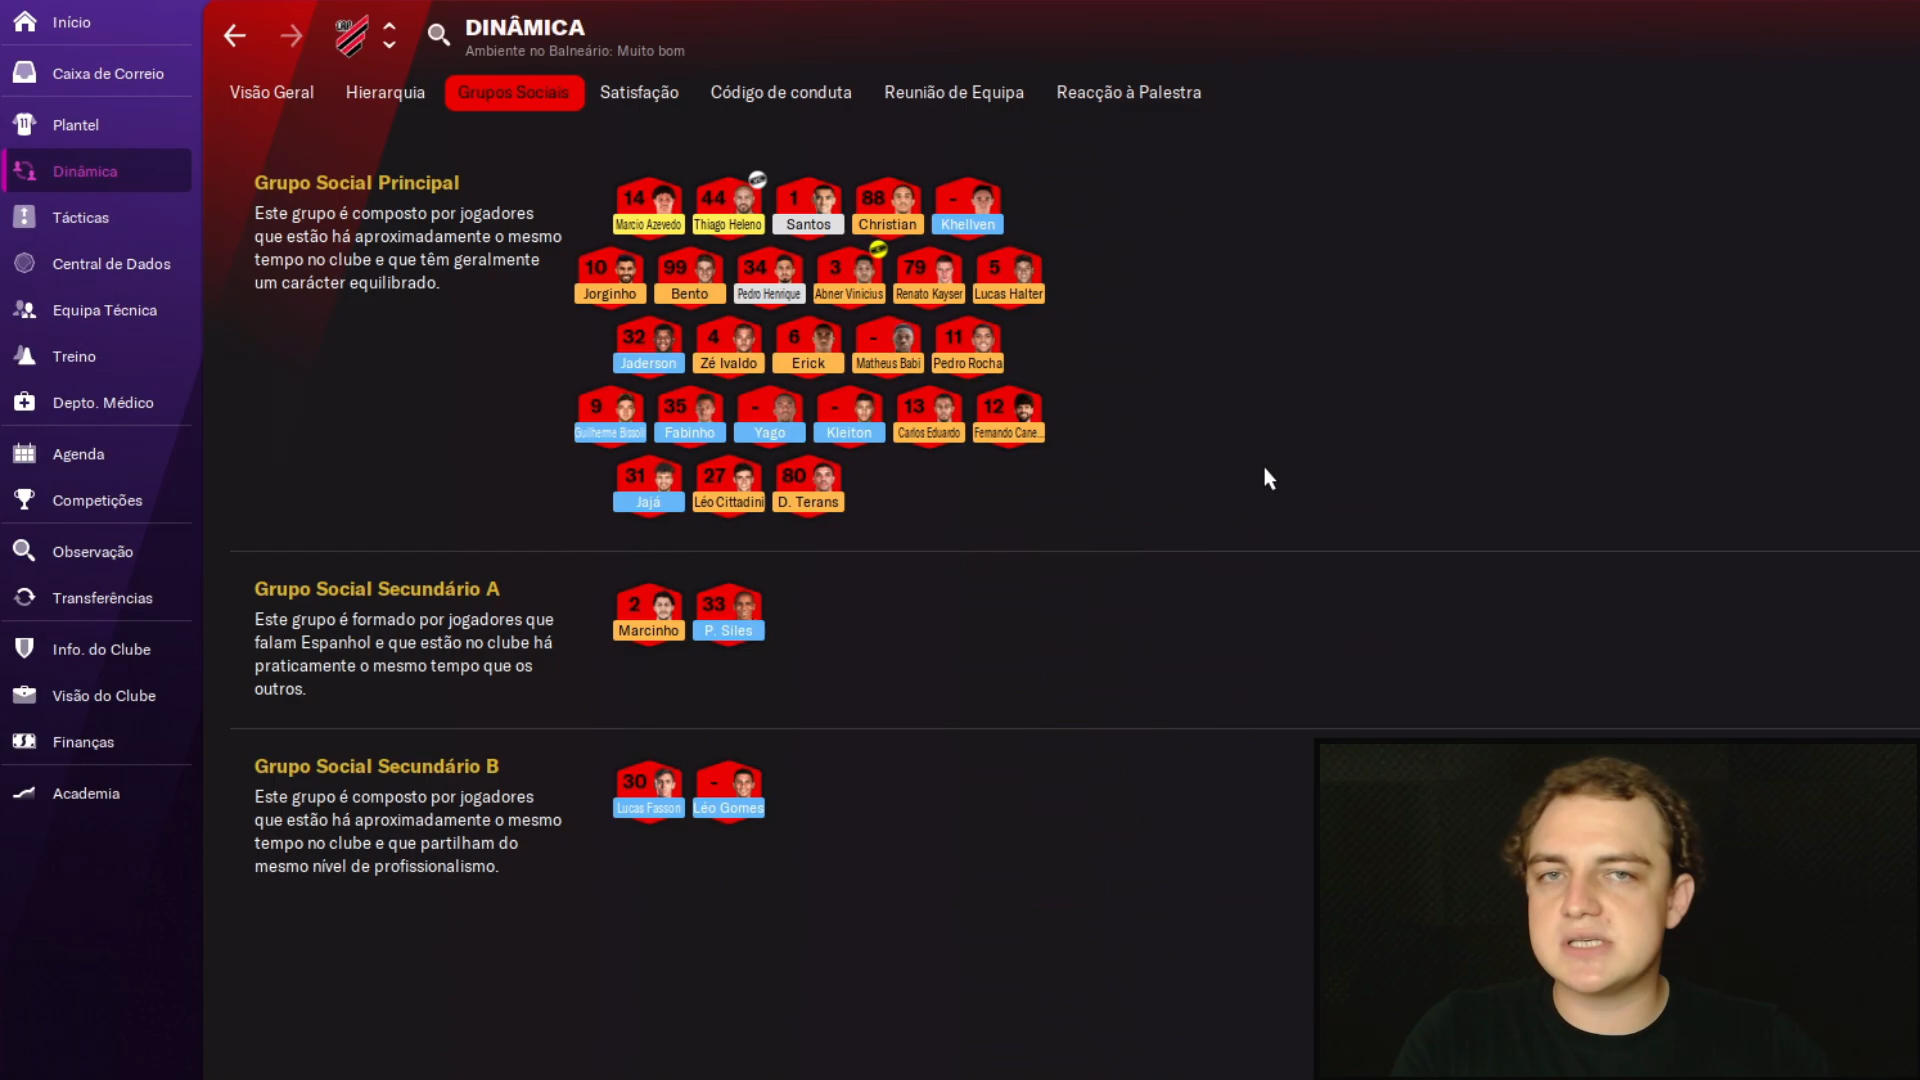 Início
Caixa de Correio
Plantel
Dinâmica
Tácticas
Central de Dados
Equipa Técnica
Treino
Depto. Médico
Agenda
Competições
Observação
Transferências
Info. do Clube
Visão do Clube
Finanças
Academia
DINÂMICA
Ambiente no Balneário: Muito bom
Visão Geral Hierarquia Grupos Sociais Satisfação Código de conduta Reunião de Equipa Reacção à Palestra
Grupo Social Principal
Este grupo é composto por jogadores
que estão há aproximadamente o mesmo
tempo no clube e que têm geralmente
um carácter equilibrado.
14 44 1 88 -
Marcio Azevedo Thiago Heleno Santos Christian Khellven
10 99 34 3 79 5
Jorginho Bento Pedro Henrique Abner Vinicius Renato Kayser Lucas Halter
32 4 6 - 11
Jaderson Zé Ivaldo Erick Matheus Babi Pedro Rocha
9 35 - - 13 12
Guilherme Bissoli Fabinho Yago Kleiton Carlos Eduardo Fernando Cane...
31 27 80
Jajá Léo Cittadini D. Terans
Grupo Social Secundário A
Este grupo é formado por jogadores que
falam Espanhol e que estão no clube há
praticamente o mesmo tempo que os
outros.
2 33
Marcinho P. Siles
Grupo Social Secundário B
Este grupo é composto por jogadores
que estão há aproximadamente o mesmo
tempo no clube e que partilham do
mesmo nível de profissionalismo.
30 -
Lucas Fasson Léo Gomes